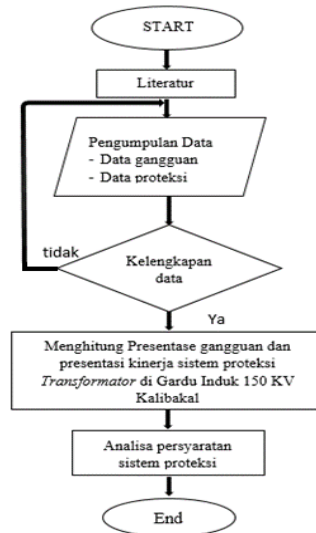 START
Literatur
Pengumpulan Data
- Data gangguan
- Data proteksi
tidak
Kelengkapan
data
Ya
Menghitung Presentase gangguan dan
presentasi kinerja sistem proteksi
Transformator di Gardu Induk 150 KV
Kalibakal
Analisa persyaratan
sistem proteksi
End